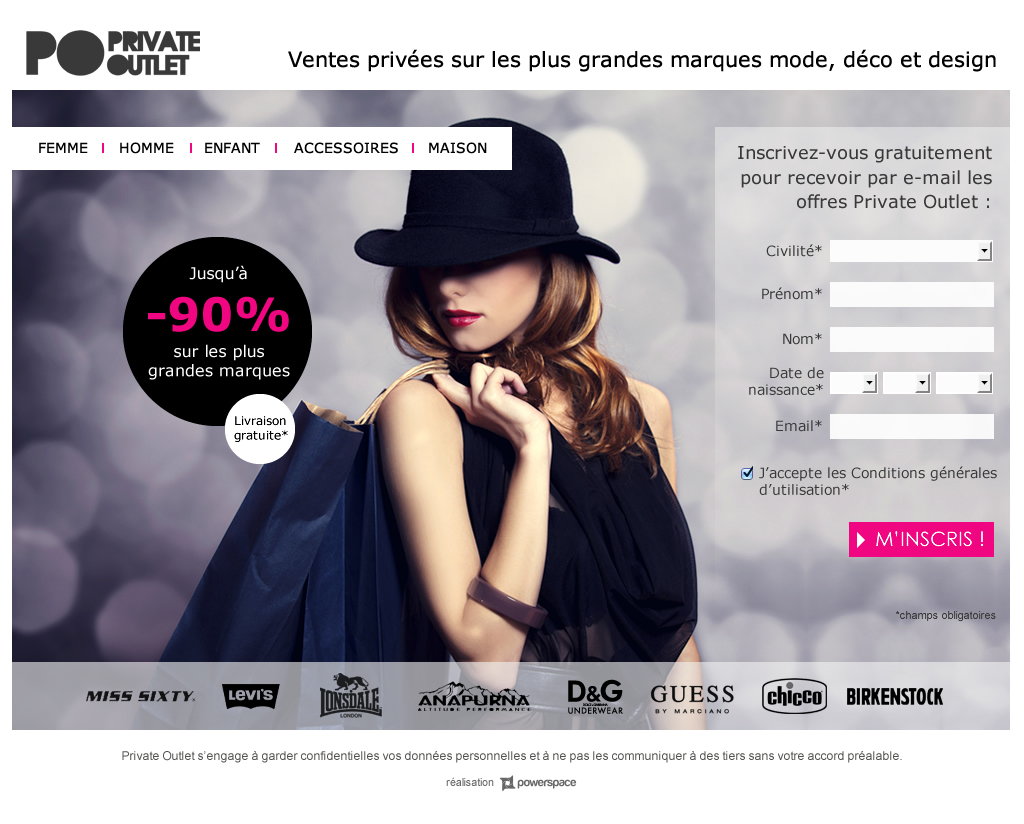 PO PRIVATE OUTLET
Ventes privées sur les plus grandes marques mode, déco et design
FEMME HOMME ENFANT ACCESSOIRES MAISON
Jusqu'à
-90%
sur les plus
grandes marques
Livraison
gratuite*
Inscrivez-vous gratuitement
pour recevoir par e-mail les
offres Private Outlet :
Civilité*
Prénom*
Nom*
Date de
naissance*
Email*
J'accepte les Conditions générales
d'utilisation*
M'INSCRIS !
*champs obligatoires
MISS SIXTY.
LEVI'S
LONSDALE
LONDON
ANAPURNA
ALTITUDE PERFORMANCE
D&G
DOLCE & GABBANA
UNDERWEAR
GUESS
BY MARCIANO
chicco
BIRKENSTOCK
Private Outlet s'engage à garder confidentielles vos données personnelles et à ne pas les communiquer à des tiers sans votre accord préalable.
réalisation powerspace